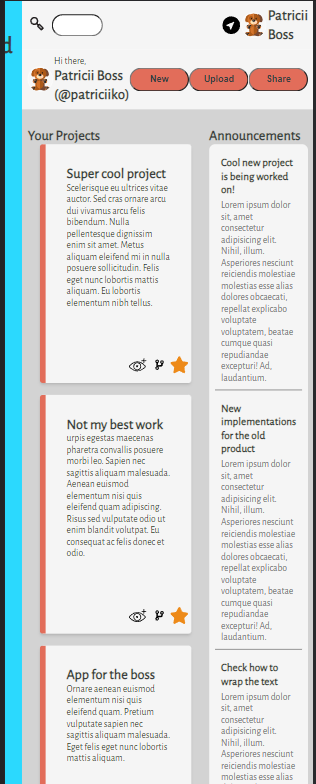 d
Patricii
Boss
Hi there,
Patricii Boss
(@patriciiko)
New
Upload
Share
Your Projects
Super cool project
Scelerisque eu ultrices vitae
auctor. Sed cras ornare arcu
dui vivamus arcu felis
bibendum. Nulla
pellentesque dignissim
enim sit amet. Metus
aliquam eleifend mi in nulla
posuere sollicitudin. Felis
eget nunc lobortis mattis
aliquam. Eu lobortis
elementum nibh tellus.
Not my best work
urpis egestas maecenas
pharetra convallis posuere
morbi leo. Sapien nec
sagittis aliquam malesuada.
Aenean euismod
elementum nisi quis
eleifend quam adipiscing.
Risus sed vulputate odio ut
enim blandit volutpat. Eu
consequat ac felis donec et
odio.
App for the boss
Ornare aenean euismod
elementum nisi quis
eleifend quam. Pretium
vulputate sapien nec
sagittis aliquam malesuada.
Eget felis eget nunc lobortis
mattis aliquam.
Announcements
Cool new project
is being worked
on!
Lorem ipsum dolor
sit, amet
consectetur
adipisicing elit.
Nihil, illum.
Asperiores nesciunt
reiciendis molestiae
molestias esse alias
dolores obcaecati,
repellat explicabo
voluptate
voluptatem, beatae
cumque quasi
repudiandae
excepturi! Ad,
laudantium.
New
implementations
for the old
product
Lorem ipsum dolor
sit, amet
consectetur
adipisicing elit.
Nihil, illum.
Asperiores nesciunt
reiciendis molestiae
molestias esse alias
dolores obcaecati,
repellat explicabo
voluptate
voluptatem, beatae
cumque quasi
repudiandae
excepturi! Ad,
laudantium.
Check how to
wrap the text
Lorem ipsum dolor
sit, amet
consectetur
adipisicing elit.
Nihil, illum.
Asperiores nesciunt
reiciendis molestiae
molestias esse alias